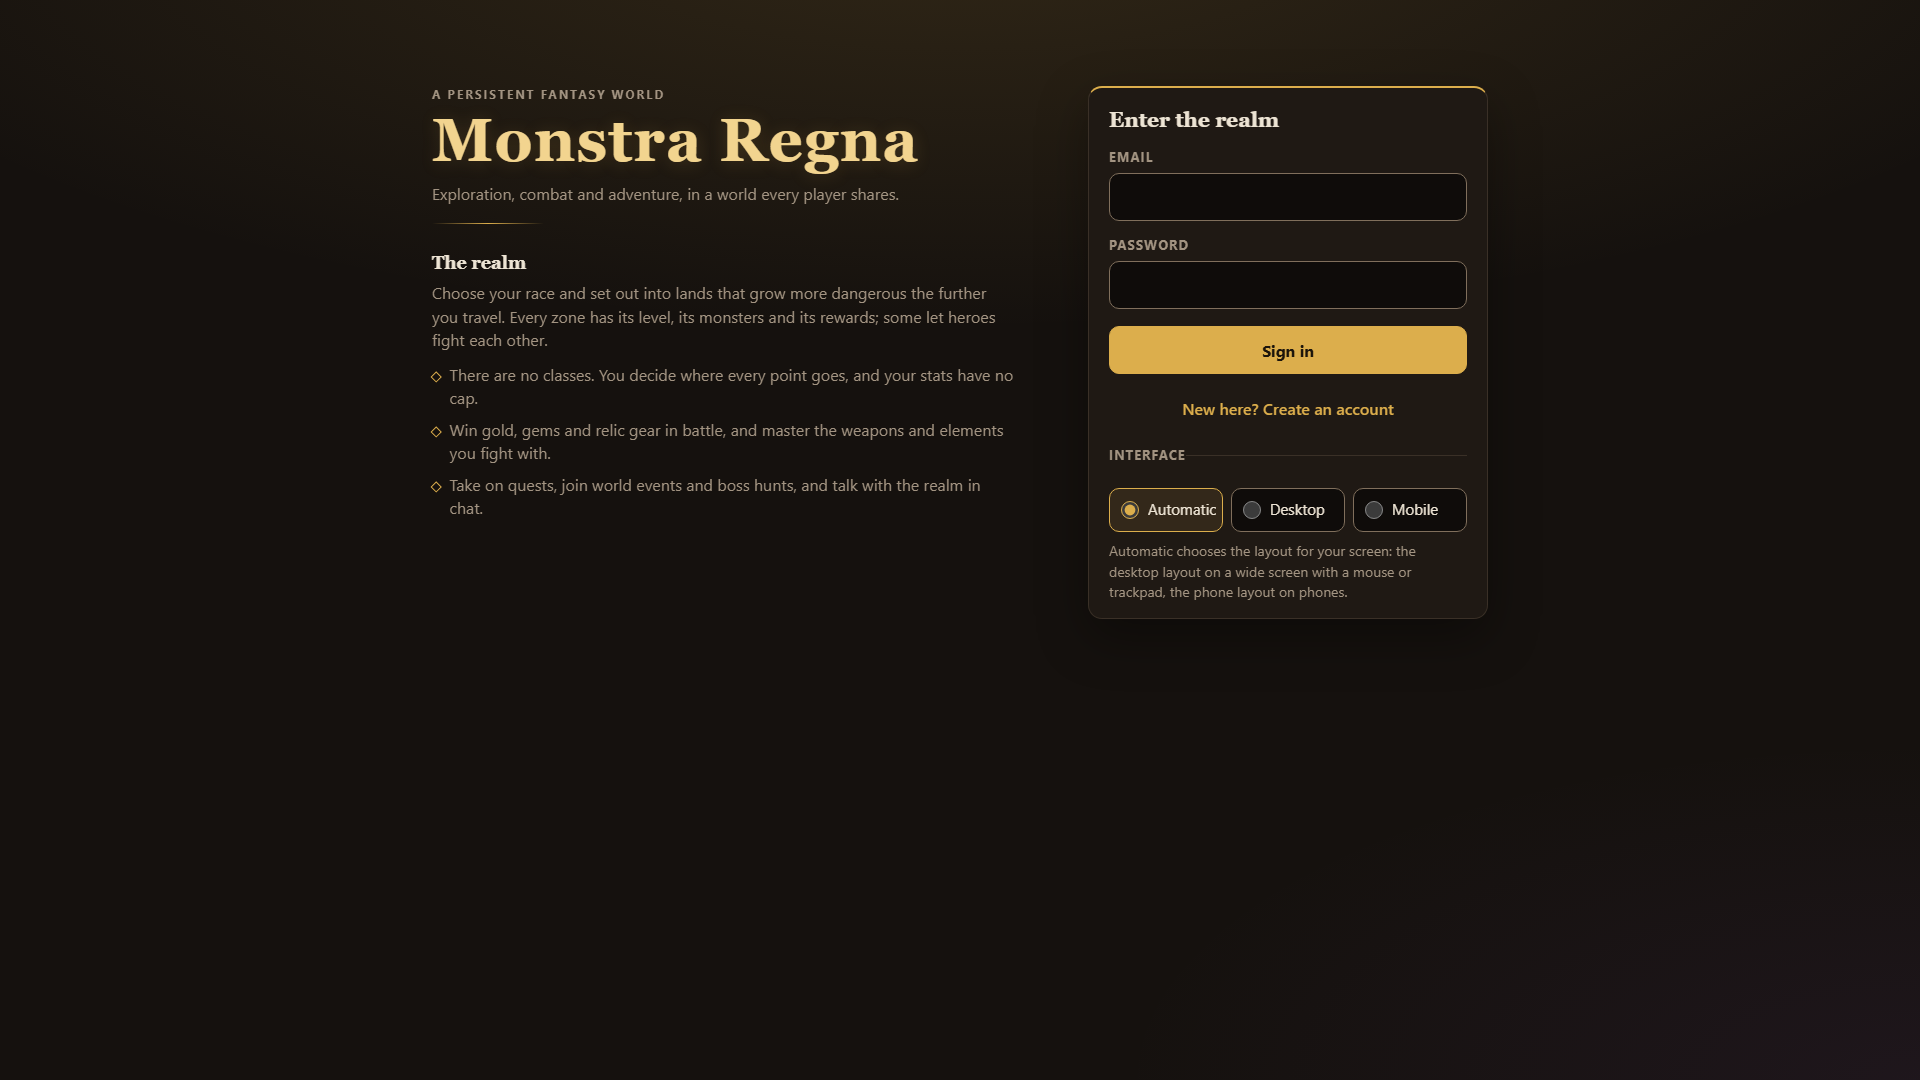 A PERSISTENT FANTASY WORLD
Monstra Regna
Exploration, combat and adventure, in a world every player shares.
The realm
Choose your race and set out into lands that grow more dangerous the further
you travel. Every zone has its level, its monsters and its rewards; some let heroes
fight each other.
There are no classes. You decide where every point goes, and your stats have no
cap.
Win gold, gems and relic gear in battle, and master the weapons and elements
you fight with.
Take on quests, join world events and boss hunts, and talk with the realm in
chat.
Enter the realm
EMAIL
PASSWORD
Sign in
New here? Create an account
INTERFACE
Automatic Desktop Mobile
Automatic chooses the layout for your screen: the
desktop layout on a wide screen with a mouse or
trackpad, the phone layout on phones.